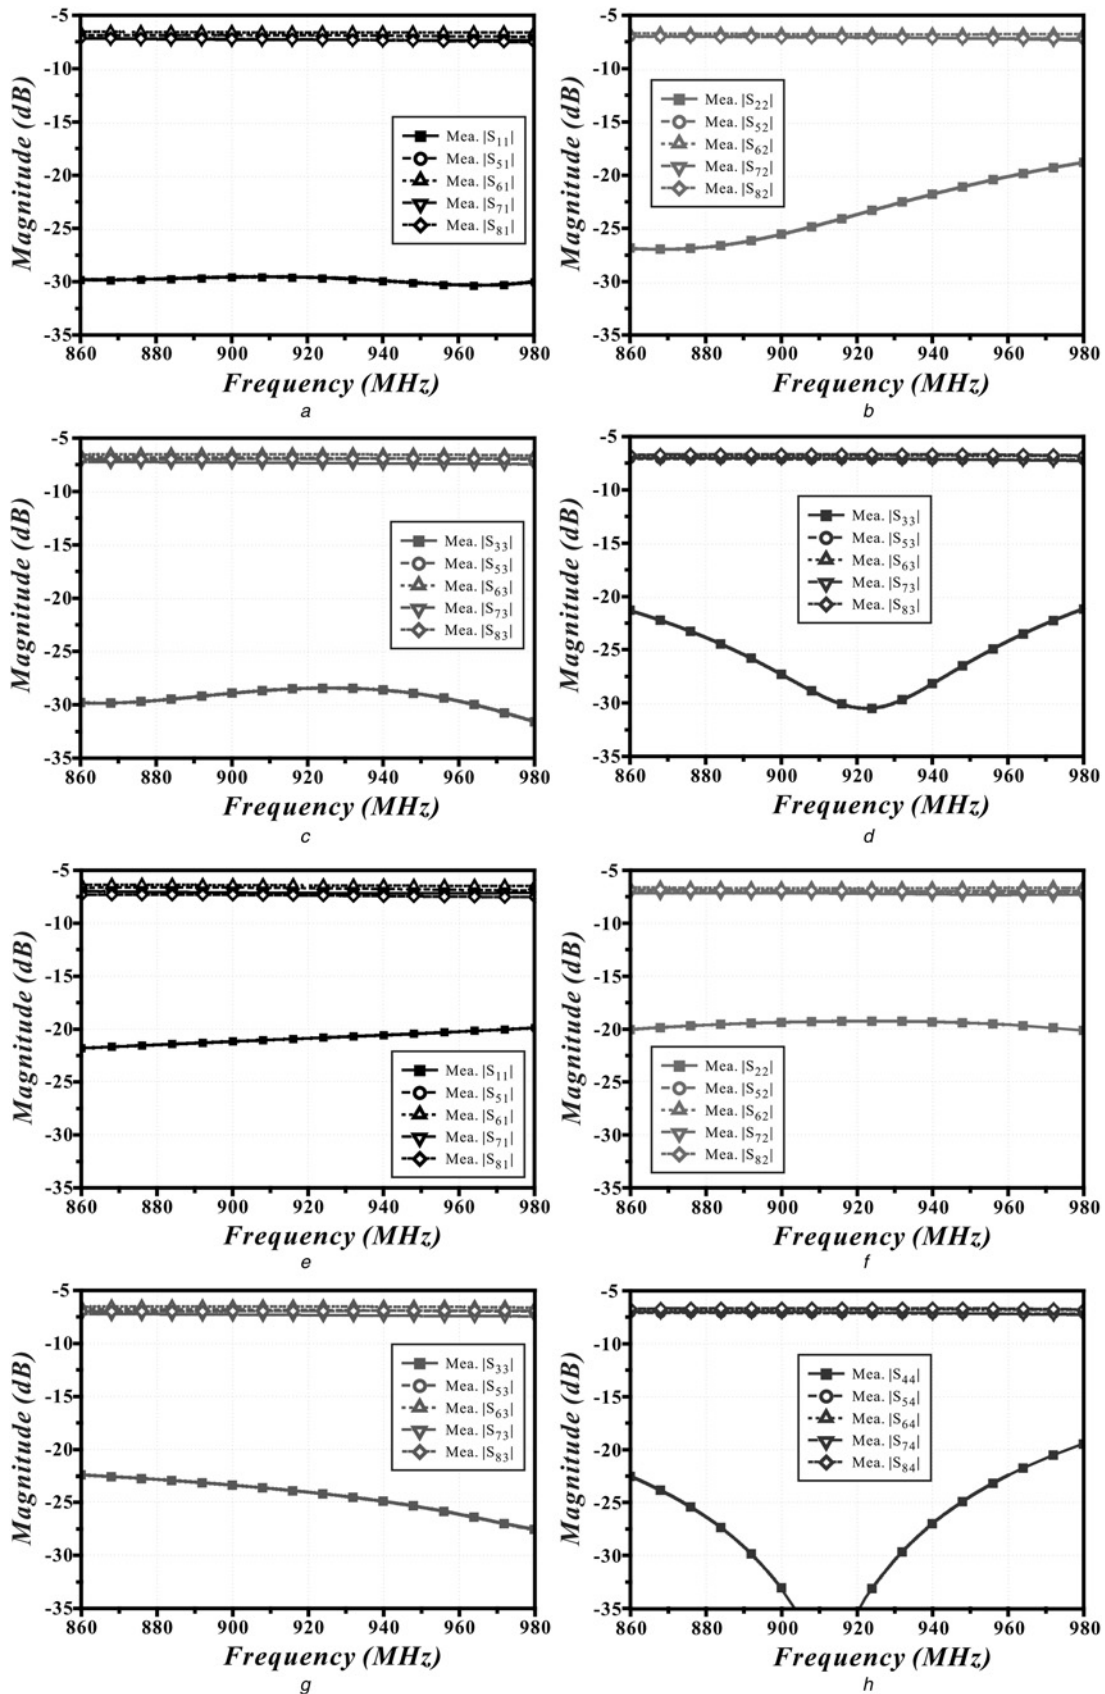 -5
-10
-15
-20
-25
-30
-35
Magnitude (dB)
Mea. |S11|
Mea. |S51|
Mea. |S61|
Mea. |S71|
Mea. |S81|
860 880 900 920 940 960 980
Frequency (MHz)
a
-5
-10
-15
-20
-25
-30
-35
Magnitude (dB)
Mea. |S22|
Mea. |S52|
Mea. |S62|
Mea. |S72|
Mea. |S82|
860 880 900 920 940 960 980
Frequency (MHz)
b
-5
-10
-15
-20
-25
-30
-35
Magnitude (dB)
Mea. |S33|
Mea. |S53|
Mea. |S63|
Mea. |S73|
Mea. |S83|
860 880 900 920 940 960 980
Frequency (MHz)
c
-5
-10
-15
-20
-25
-30
-35
Magnitude (dB)
Mea. |S33|
Mea. |S53|
Mea. |S63|
Mea. |S73|
Mea. |S83|
860 880 900 920 940 960 980
Frequency (MHz)
d
-5
-10
-15
-20
-25
-30
-35
Magnitude (dB)
Mea. |S11|
Mea. |S51|
Mea. |S61|
Mea. |S71|
Mea. |S81|
860 880 900 920 940 960 980
Frequency (MHz)
e
-5
-10
-15
-20
-25
-30
-35
Magnitude (dB)
Mea. |S22|
Mea. |S52|
Mea. |S62|
Mea. |S72|
Mea. |S82|
860 880 900 920 940 960 980
Frequency (MHz)
f
-5
-10
-15
-20
-25
-30
-35
Magnitude (dB)
Mea. |S33|
Mea. |S53|
Mea. |S63|
Mea. |S73|
Mea. |S83|
860 880 900 920 940 960 980
Frequency (MHz)
g
-5
-10
-15
-20
-25
-30
-35
Magnitude (dB)
Mea. |S44|
Mea. |S54|
Mea. |S64|
Mea. |S74|
Mea. |S84|
860 880 900 920 940 960 980
Frequency (MHz)
h